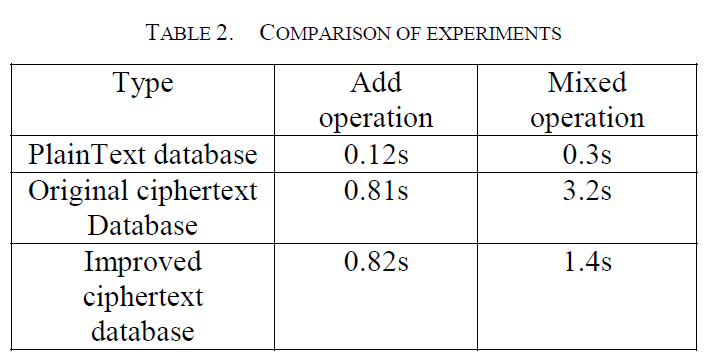 TABLE 2. COMPARISON OF EXPERIMENTS
Type Add operation Mixed operation
PlainText database 0.12s 0.3s
Original ciphertext Database 0.81s 3.2s
Improved ciphertext database 0.82s 1.4s